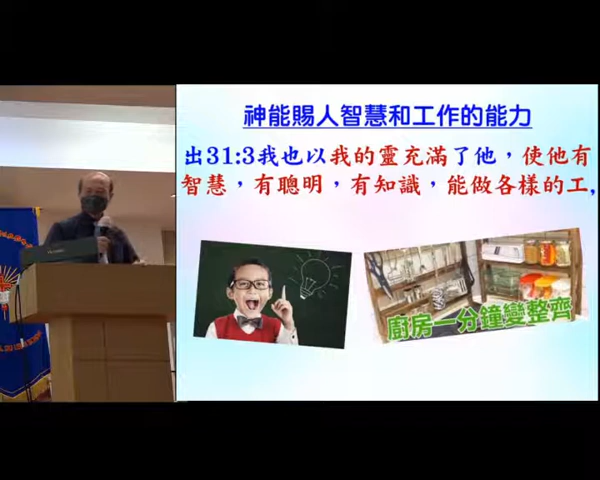 神能賜人智慧和工作的能力
出31:3我也以我的靈充滿了他，使他有
智慧，有聰明，有知識，能做各樣的工,
廚房一分鐘變整齊